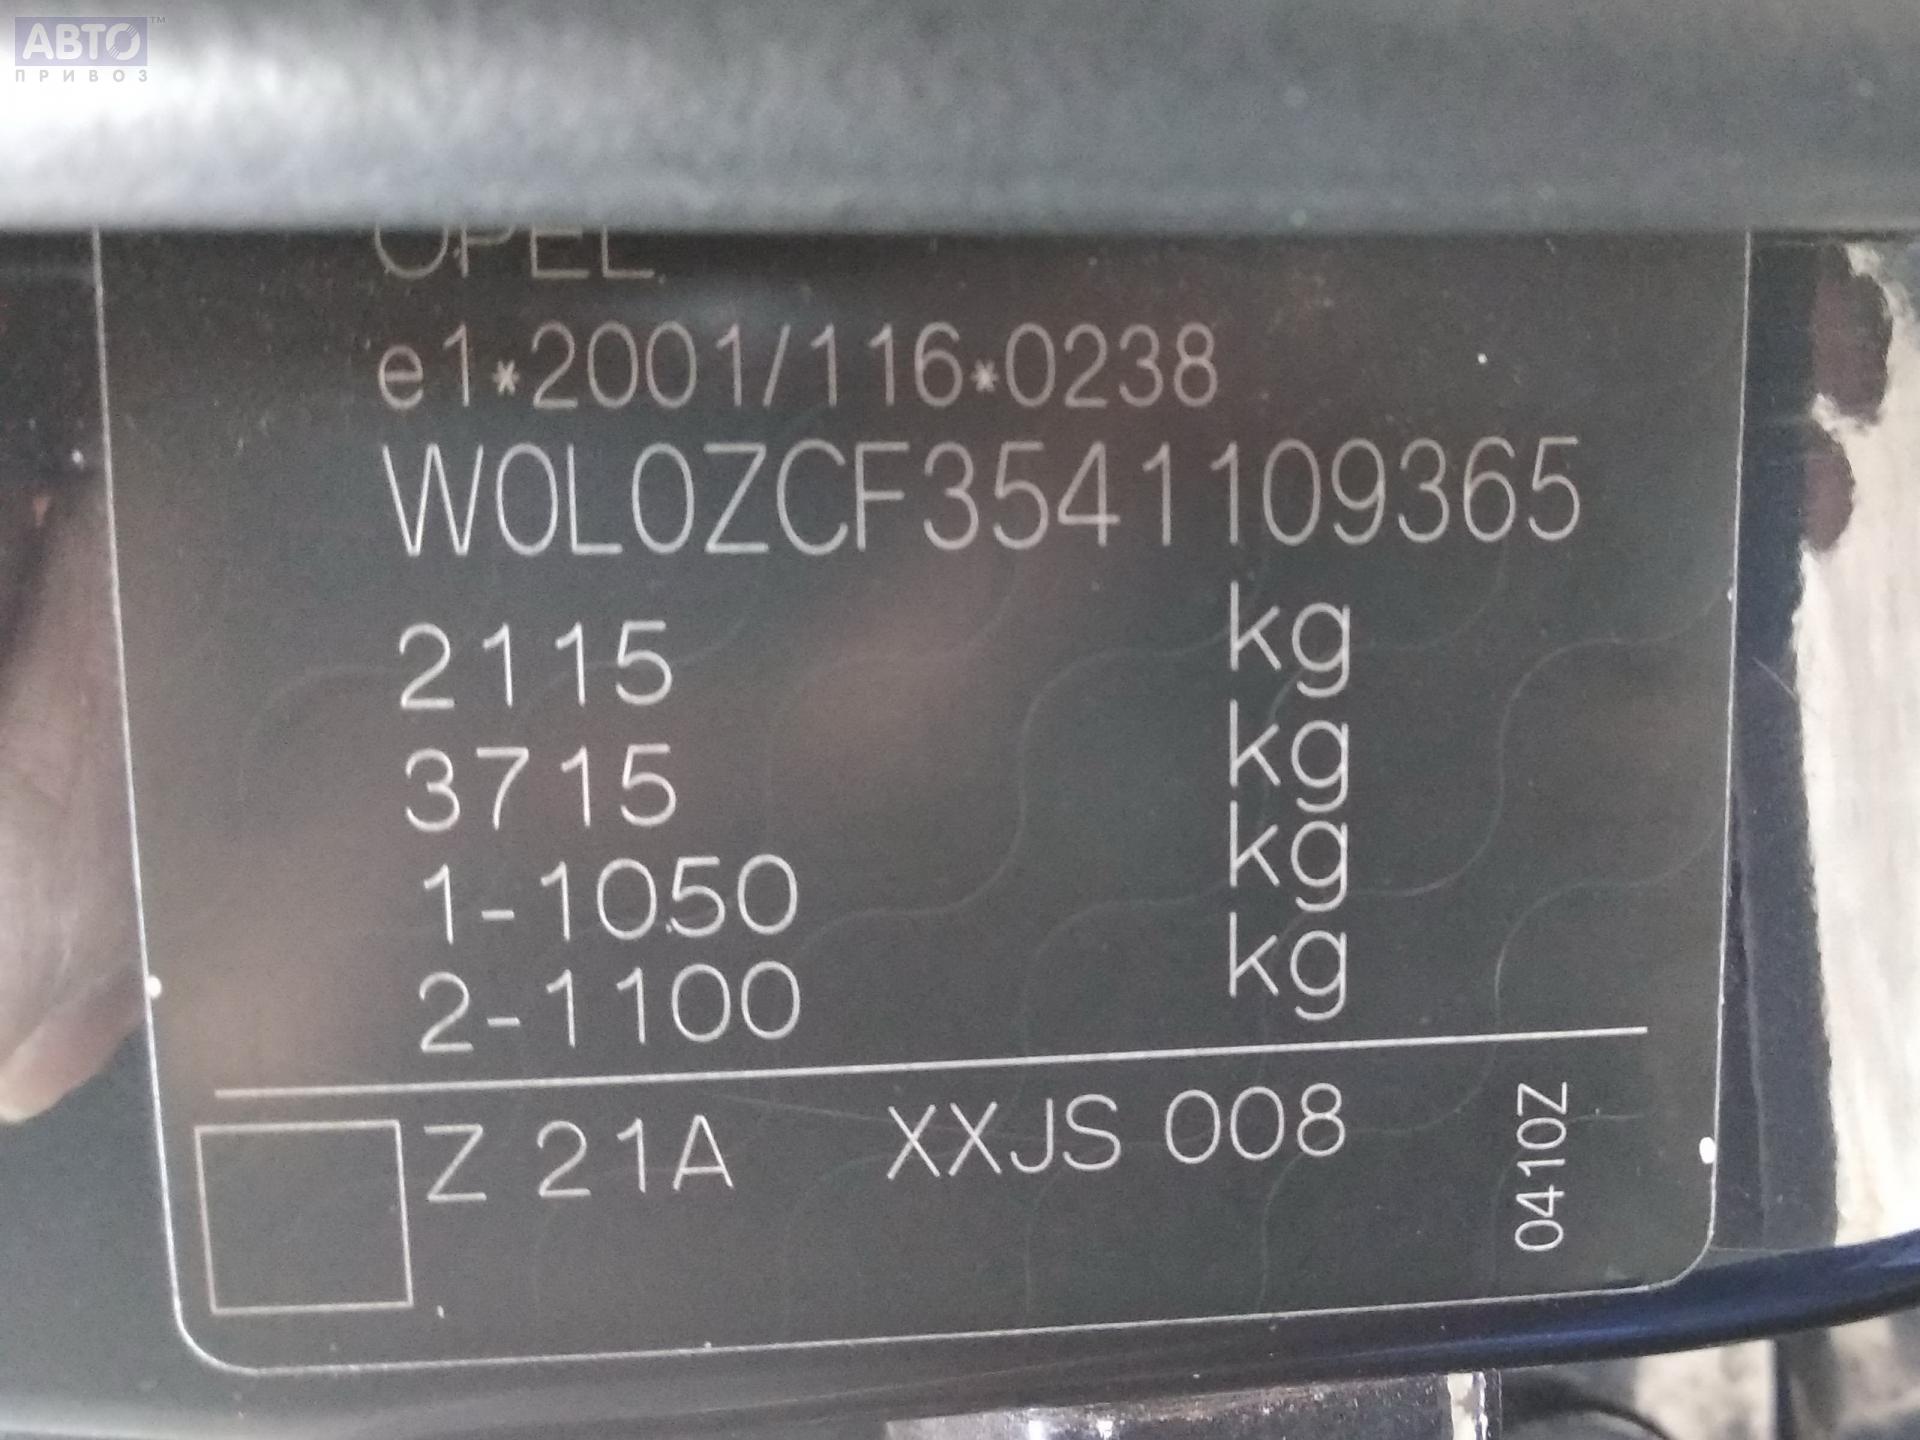 АВТО™
ПРИВОЗ
OPEL
e1*2001/116*0238
W0L0ZCF3541109365
2115 kg
3715 kg
1-1050 kg
2-1100 kg
Z 21A XXJS 008
0410Z